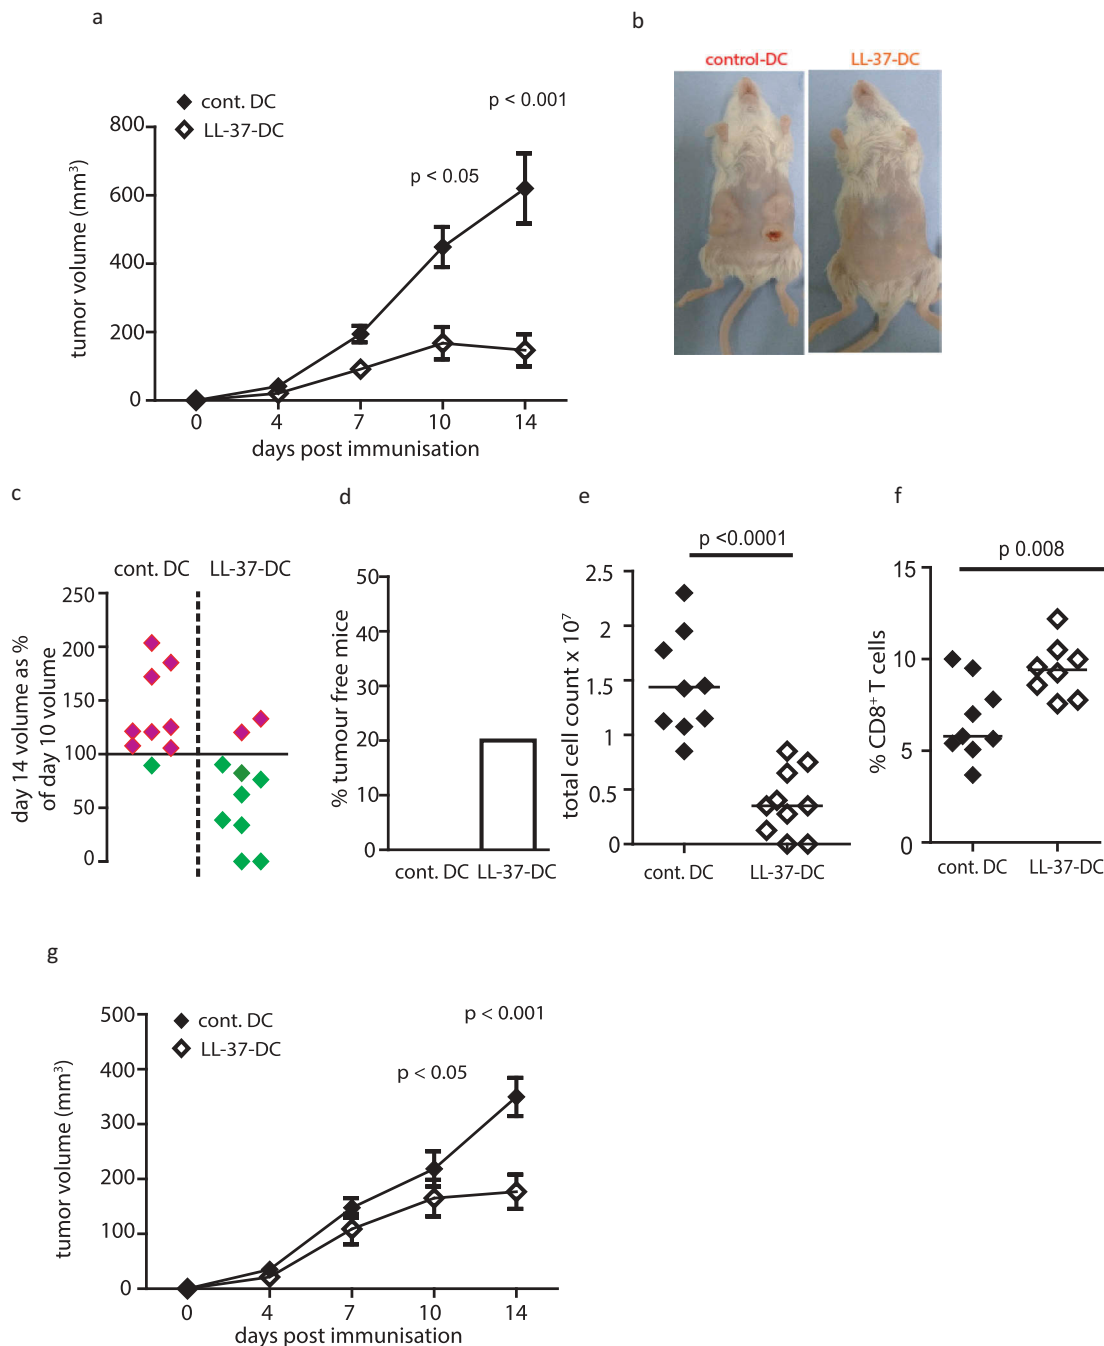 a
cont. DC
LL-37-DC
p < 0.001
p < 0.05
800
600
400
200
0
tumor volume (mm³)
0 4 7 10 14
days post immunisation
b
control-DC LL-37-DC
c
cont. DC LL-37-DC
250
200
150
100
50
0
day 14 volume as %
of day 10 volume
d
50
40
30
20
10
0
% tumour free mice
cont. DC LL-37-DC
e
p <0.0001
2.5
2
1.5
1
0.5
0
total cell count x 10⁷
cont. DC LL-37-DC
f
p 0.008
15
10
5
0
% CD8⁺ T cells
cont. DC LL-37-DC
g
cont. DC
LL-37-DC
p < 0.001
p < 0.05
500
400
300
200
100
0
tumor volume (mm³)
0 4 7 10 14
days post immunisation